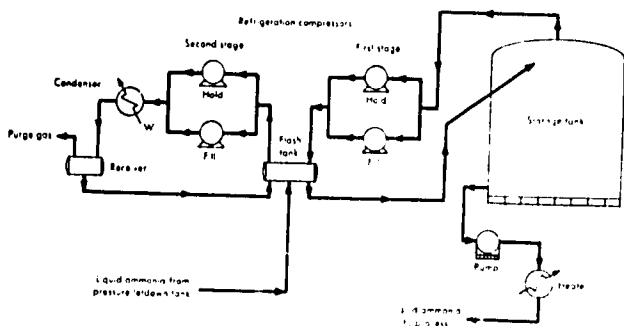 Refrigeration compressors
Second stage
First stage
Condenser
Hold
Hold
Storage tank
W
Purge gas
Fill
Flash
tank
Receiver
Pump
Liquid ammonia from
pressure letdown tank
ammonia